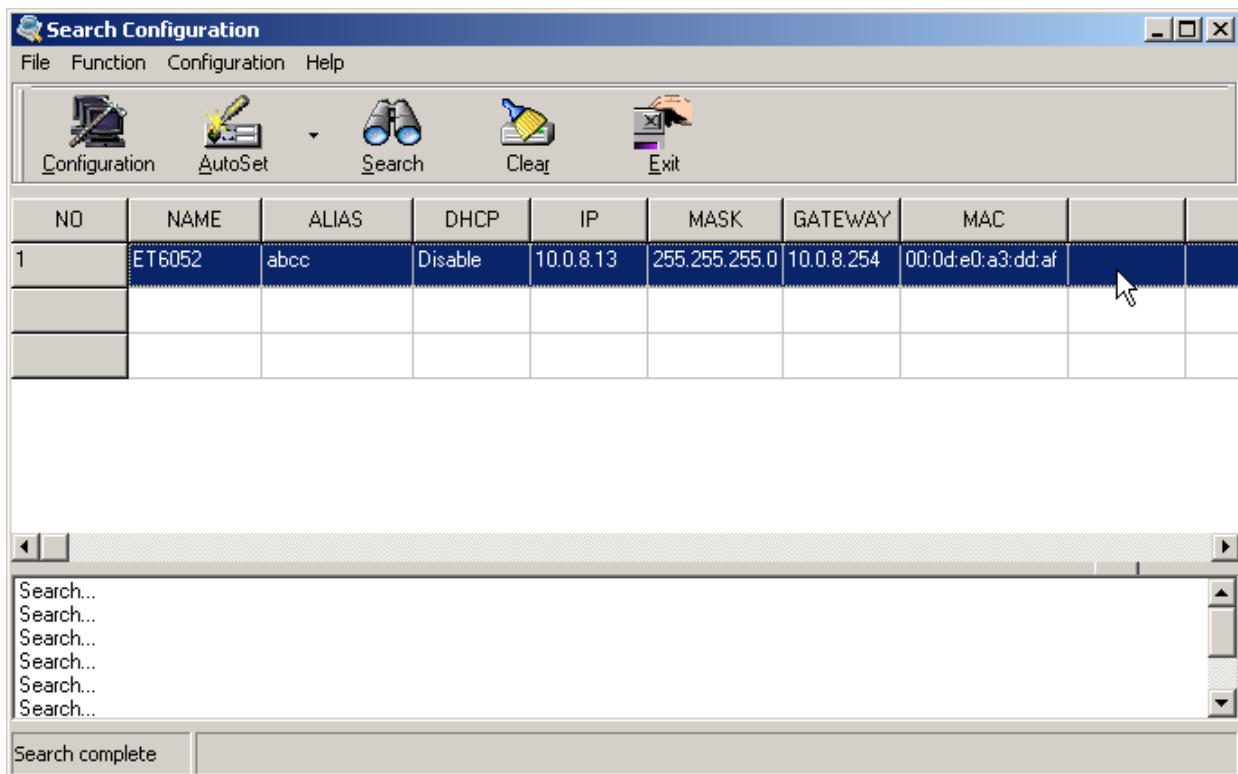 Search Configuration
File Function Configuration Help
Configuration AutoSet Search Clear Exit
NO NAME ALIAS DHCP IP MASK GATEWAY MAC
1 ET6052 abcc Disable 10.0.8.13 255.255.255.0 10.0.8.254 00:0d:e0:a3:dd:af
Search...
Search...
Search...
Search...
Search...
Search...
Search complete